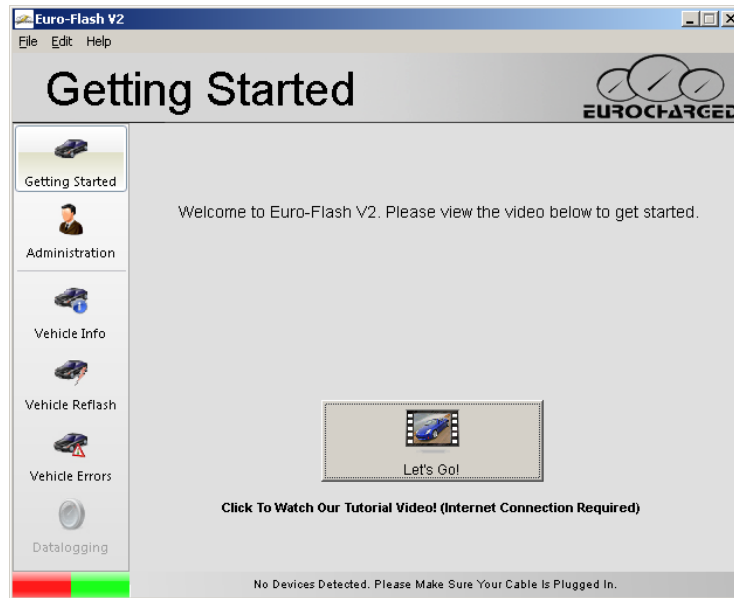 Euro-Flash V2
File Edit Help
Getting Started
EUROCHARGED
Getting Started
Administration
Vehicle Info
Vehicle Reflash
Vehicle Errors
Datalogging
Welcome to Euro-Flash V2. Please view the video below to get started.
Let's Go!
Click To Watch Our Tutorial Video! (Internet Connection Required)
No Devices Detected. Please Make Sure Your Cable Is Plugged In.